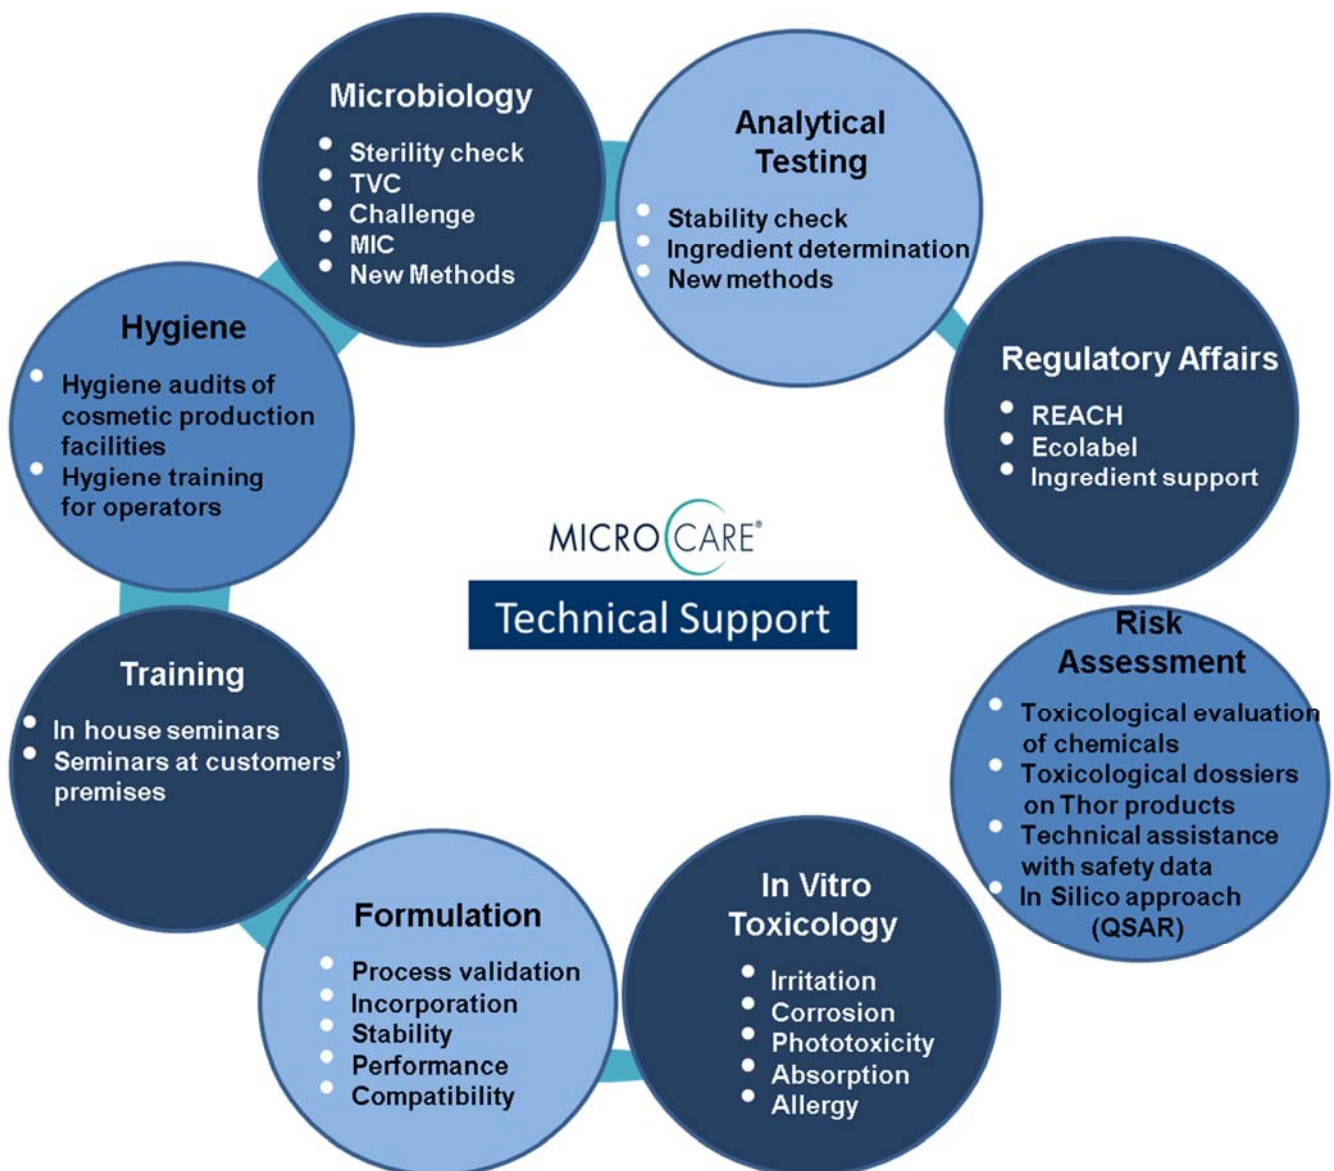 Microbiology
Sterility check
TVC
Challenge
MIC
New Methods
Analytical
Testing
Stability check
Ingredient determination
New methods
Regulatory Affairs
REACH
Ecolabel
Ingredient support
Risk
Assessment
Toxicological evaluation
of chemicals
Toxicological dossiers
on Thor products
Technical assistance
with safety data
In Silico approach
(QSAR)
In Vitro
Toxicology
Irritation
Corrosion
Phototoxicity
Absorption
Allergy
Formulation
Process validation
Incorporation
Stability
Performance
Compatibility
Training
In house seminars
Seminars at customers’
premises
Hygiene
Hygiene audits of
cosmetic production
facilities
Hygiene training
for operators
MICRO CARE®
Technical Support